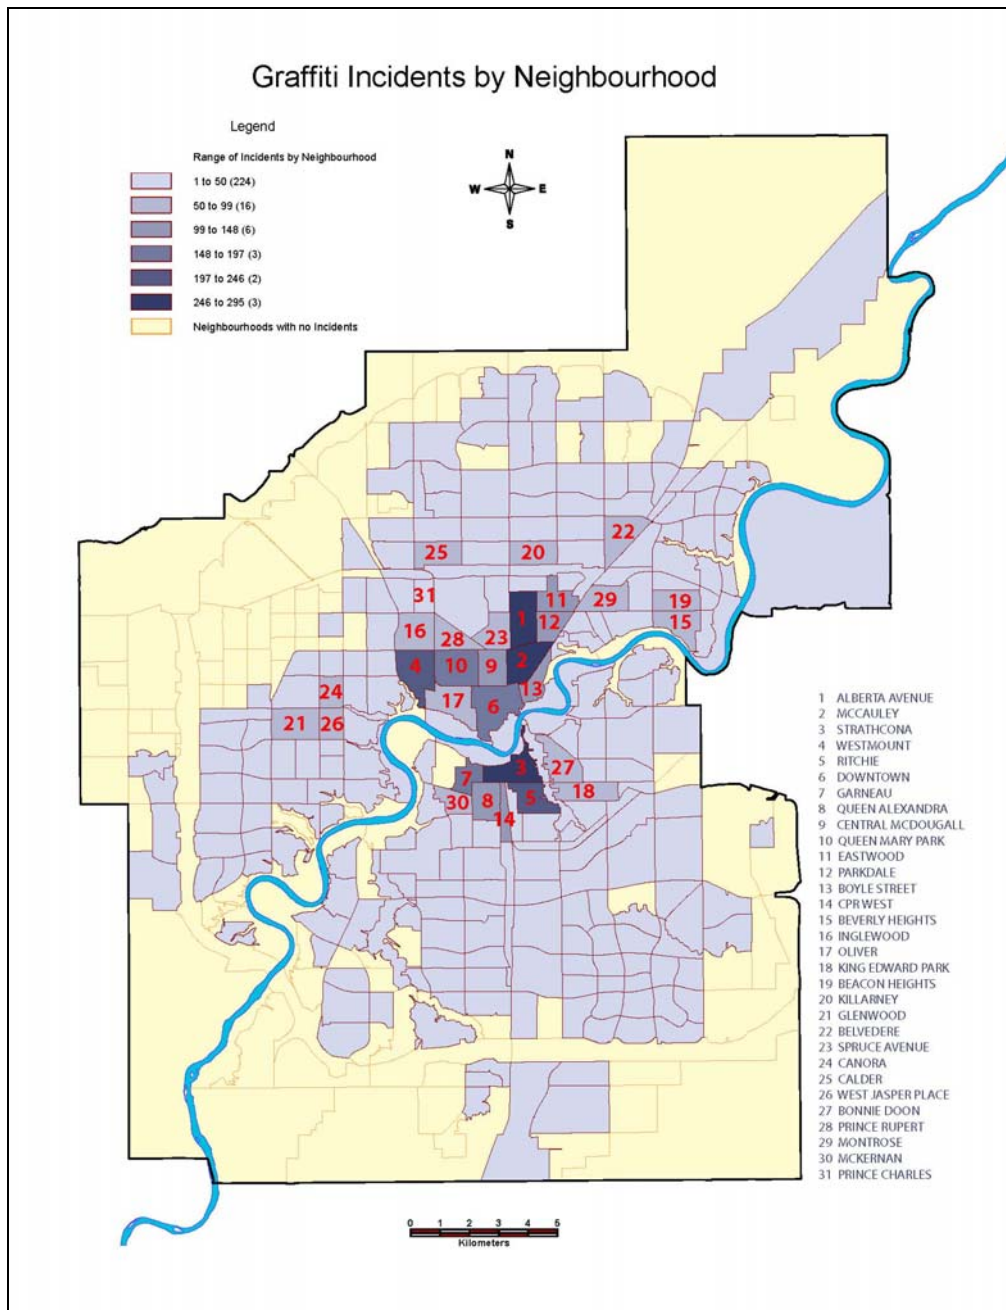 Graffiti Incidents by Neighbourhood
Legend
Range of Incidents by Neighbourhood
1 to 50 (224)
50 to 99 (16)
99 to 148 (6)
148 to 197 (3)
197 to 246 (2)
246 to 295 (3)
Neighbourhoods with no Incidents
N
W E
S
22
25 20
31 11 29 19
1 12 15
16 28 23
4 10 9 2
24 17 13
21 26 6
3 27
7 18
30 8 5
14
1 ALBERTA AVENUE
2 MCCAULEY
3 STRATHCONA
4 WESTMOUNT
5 RITCHIE
6 DOWNTOWN
7 GARNEAU
8 QUEEN ALEXANDRA
9 CENTRAL MCDOUGALL
10 QUEEN MARY PARK
11 EASTWOOD
12 PARKDALE
13 BOYLE STREET
14 CPR WEST
15 BEVERLY HEIGHTS
16 INGLEWOOD
17 OLIVER
18 KING EDWARD PARK
19 BEACON HEIGHTS
20 KILLARNEY
21 GLENWOOD
22 BELVEDERE
23 SPRUCE AVENUE
24 CANORA
25 CALDER
26 WEST JASPER PLACE
27 BONNIE DOON
28 PRINCE RUPERT
29 MONTROSE
30 MCKERNAN
31 PRINCE CHARLES
0 1 2 3 4 5
Kilometers